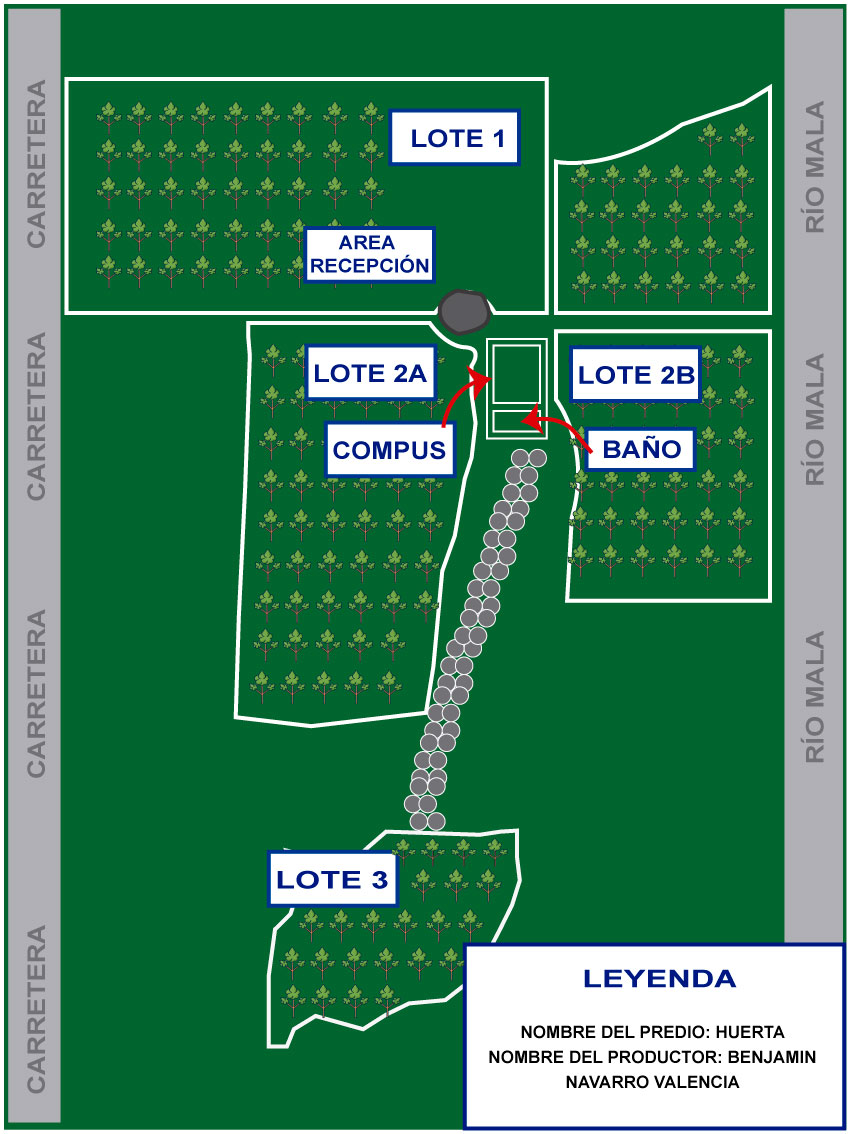 CARRETERA
CARRETERA
CARRETERA
CARRETERA
RÍO MALA
RÍO MALA
RÍO MALA
LOTE 1
AREA
RECEPCIÓN
LOTE 2A
LOTE 2B
COMPUS
BAÑO
LOTE 3
LEYENDA
NOMBRE DEL PREDIO: HUERTA
NOMBRE DEL PRODUCTOR: BENJAMIN
NAVARRO VALENCIA